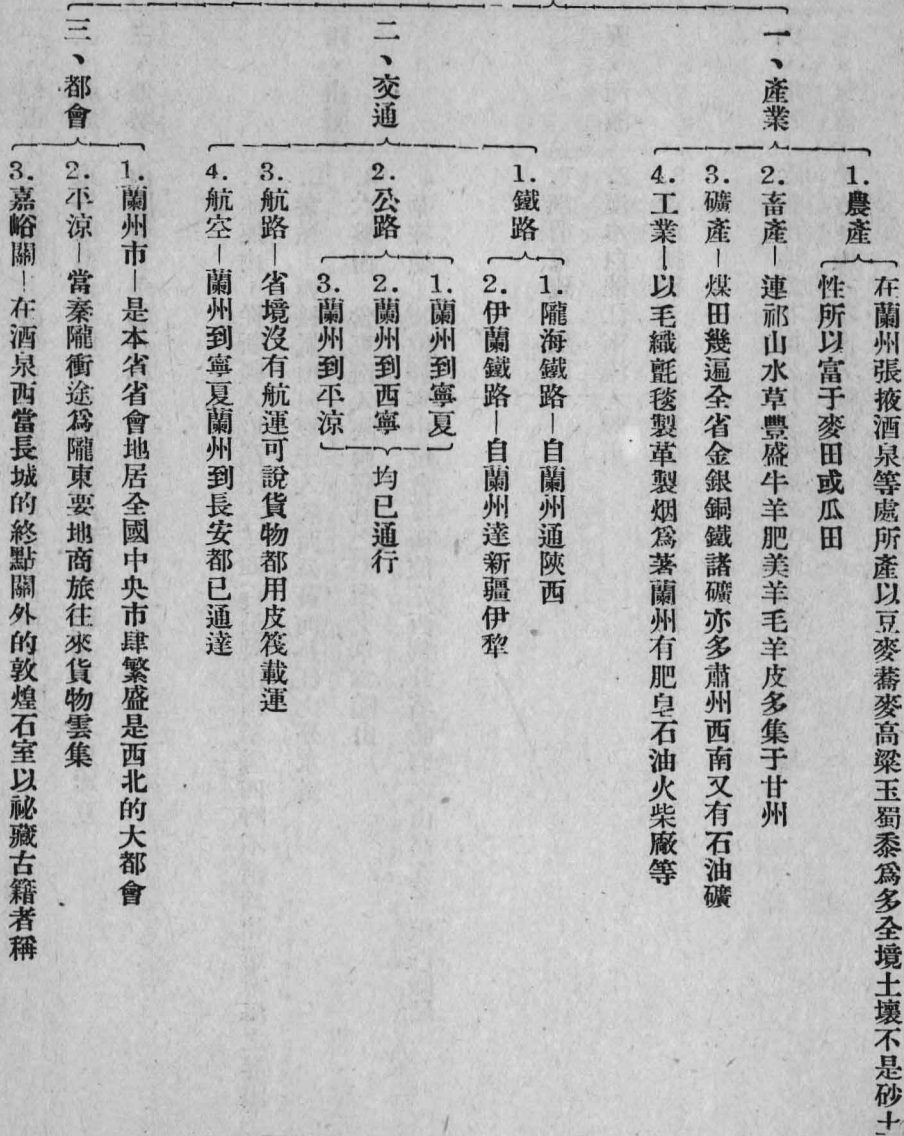 一、產業
1.農產
在蘭州張掖酒泉等處所產以豆麥蕎麥高粱玉蜀黍爲多全境土壤不是砂土
性所以富于麥田或瓜田
2.畜產—連祁山水草豐盛牛羊肥美羊毛羊皮多集于甘州
3.礦產—煤田幾遍全省金銀銅鐵諸礦亦多肅州西南又有石油礦
4.工業—以毛織氈毯製革製烟爲著蘭州有肥皂石油火柴廠等
二、交通
1.鐵路
1.隴海鐵路—自蘭州通陝西
2.伊蘭鐵路—自蘭州達新疆伊犂
2.公路
1.蘭州到寧夏
2.蘭州到西寧
3.蘭州到平涼
均已通行
3.航路—省境沒有航運可說貨物都用皮筏載運
4.航空—蘭州到寧夏蘭州到長安都已通達
三、都會
1.蘭州市—是本省省會地居全國中央市肆繁盛是西北的大都會
2.平涼—當秦隴衝途爲隴東要地商旅往來貨物雲集
3.嘉峪關—在酒泉西當長城的終點關外的敦煌石室以祕藏古籍者稱